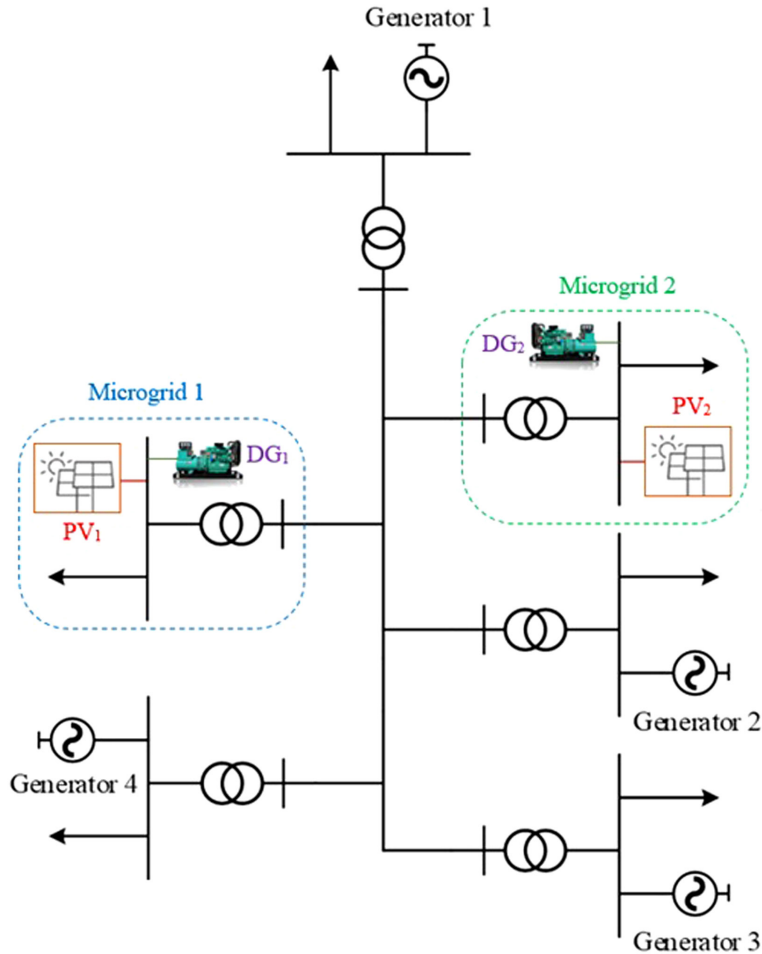 Generator 1
Microgrid 2
DG₂
Microgrid 1
PV₂
DG₁
PV₁
Generator 2
Generator 4
Generator 3